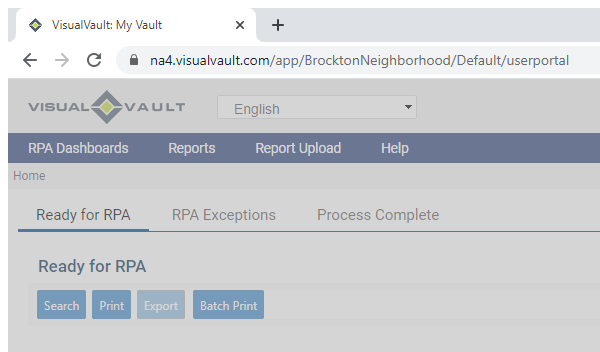 VisualVault: My Vault
na4.visualvault.com/app/BrocktonNeighborhood/Default/userportal
VISUAL VAULT English
RPA Dashboards Reports Report Upload Help
Home
Ready for RPA RPA Exceptions Process Complete
Ready for RPA
Search Print Export Batch Print